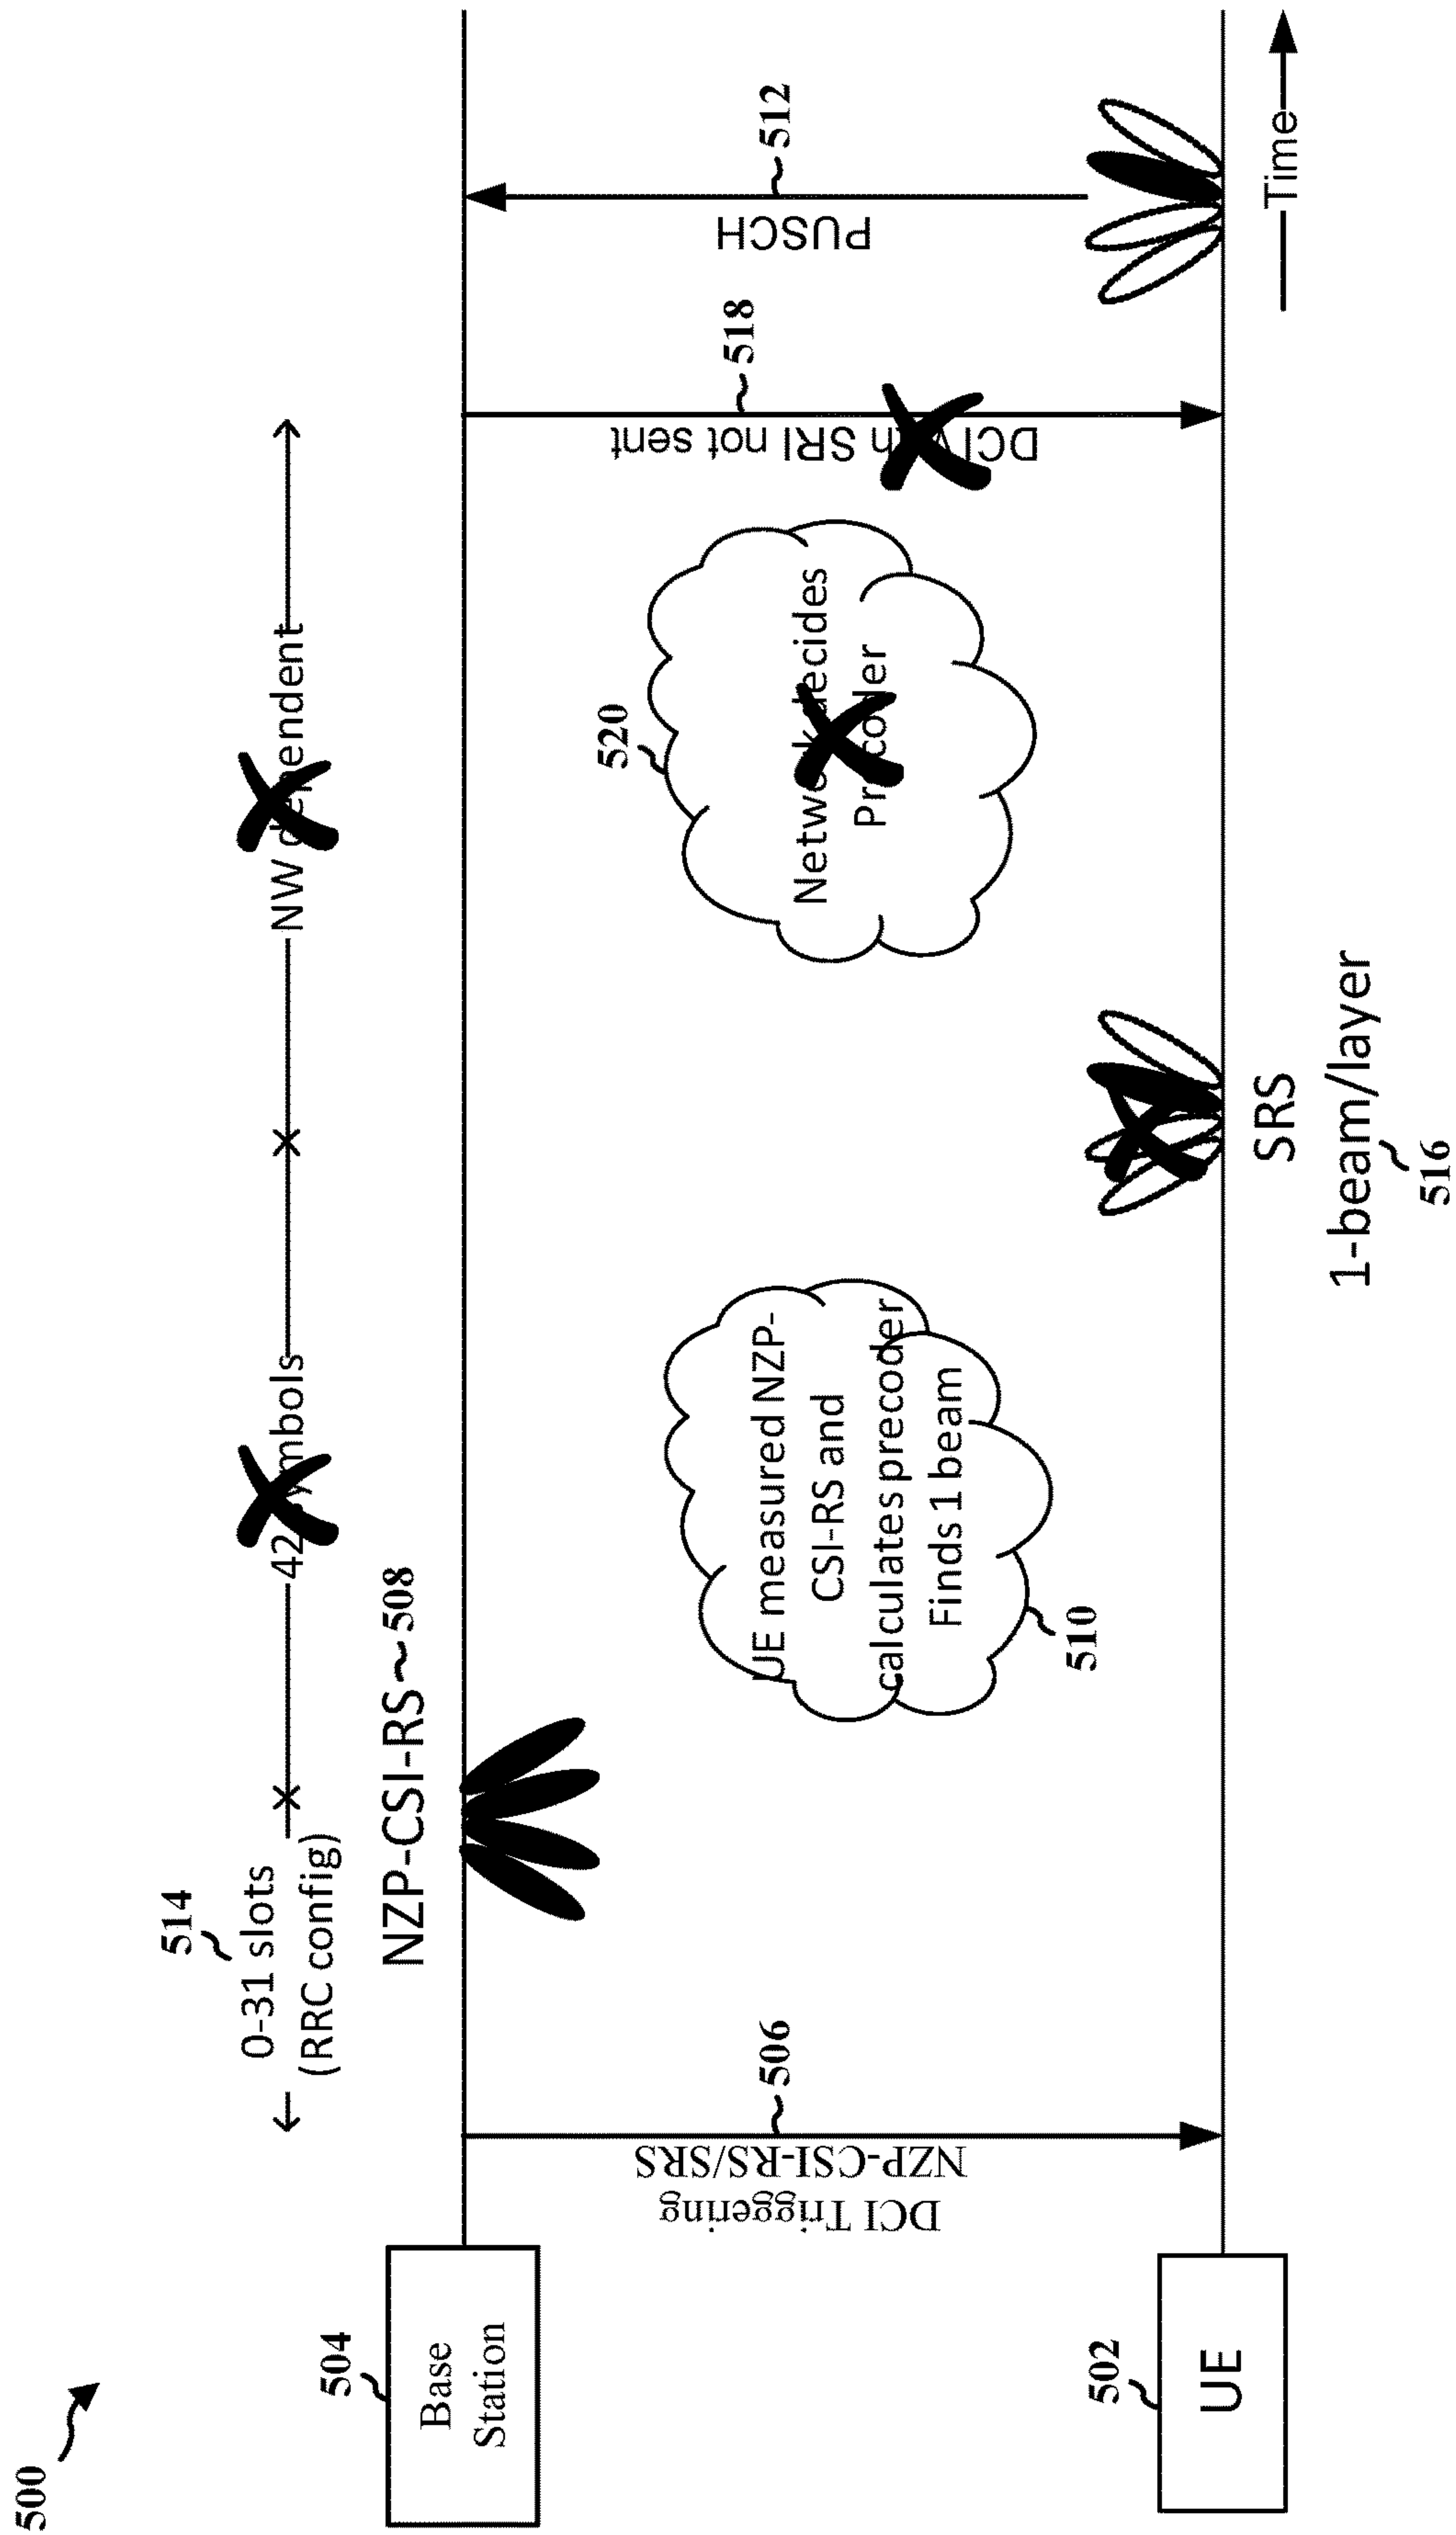 500
514
0-31 slots
(RRC config)
42 symbols
NW dependent
NZP-CSI-RS 508
504
Base
Station
DCI Triggering
NZP-CSI-RS/SRS
506
UE measured NZP-
CSI-RS and
calculates precoder
Finds 1 beam
510
520
Network decides
Precoder
DCI with SRI not sent
518
PUSCH
512
502
UE
SRS
1-beam/layer
516
Time